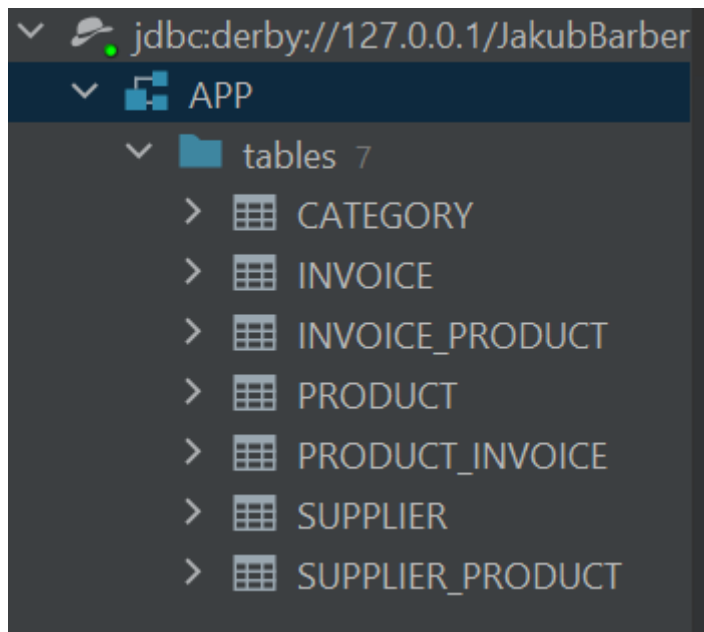 jdbc:derby://127.0.0.1/JakubBarber
APP
tables 7
CATEGORY
INVOICE
INVOICE_PRODUCT
PRODUCT
PRODUCT_INVOICE
SUPPLIER
SUPPLIER_PRODUCT